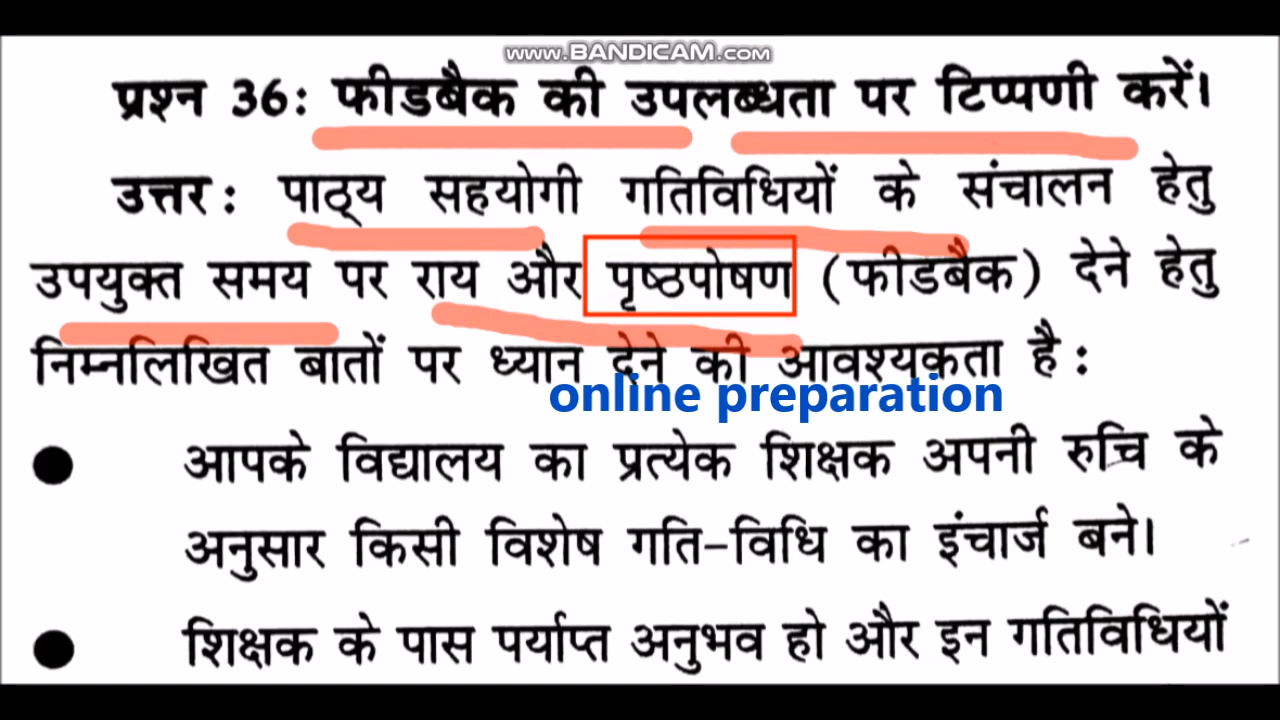 www.BANDICAM.com
प्रश्न 36: फीडबैक की उपलब्धता पर टिप्पणी करें।
उत्तर: पाठ्य सहयोगी गतिविधियों के संचालन हेतु
उपयुक्त समय पर राय और पृष्ठपोषण (फीडबैक) देने हेतु
निम्नलिखित बातों पर ध्यान देने की आवश्यकता है:
online preparation
● आपके विद्यालय का प्रत्येक शिक्षक अपनी रुचि के
अनुसार किसी विशेष गति-विधि का इंचार्ज बने।
● शिक्षक के पास पर्याप्त अनुभव हो और इन गतिविधियों